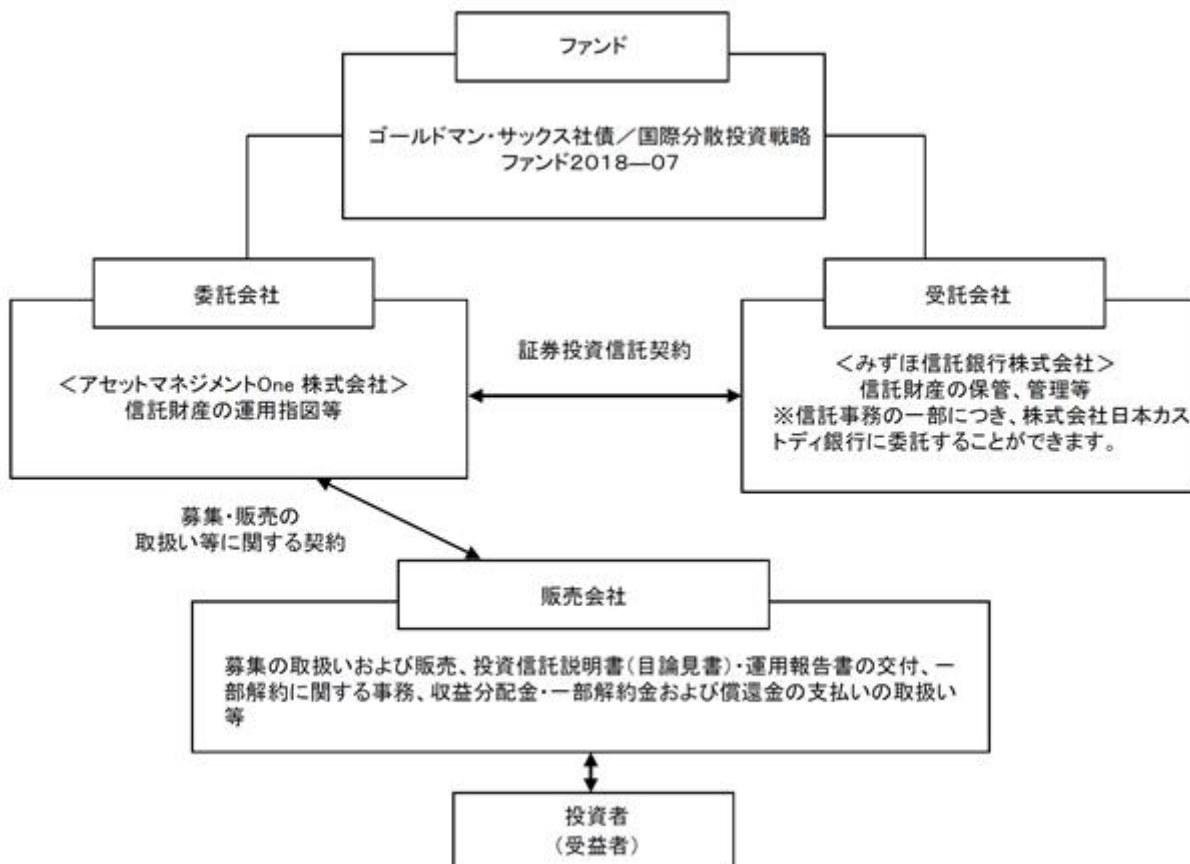 ファンド
ゴールドマン・サックス社債／国際分散投資戦略
ファンド2018―07
委託会社
＜アセットマネジメントOne 株式会社＞
信託財産の運用指図等
証券投資信託契約
受託会社
＜みずほ信託銀行株式会社＞
信託財産の保管、管理等
※信託事務の一部につき、株式会社日本カス
トディ銀行に委託することができます。
募集・販売の
取扱い等に関する契約
販売会社
募集の取扱いおよび販売、投資信託説明書（目論見書）・運用報告書の交付、一
部解約に関する事務、収益分配金・一部解約金および償還金の支払いの取扱い
等
投資者
（受益者）